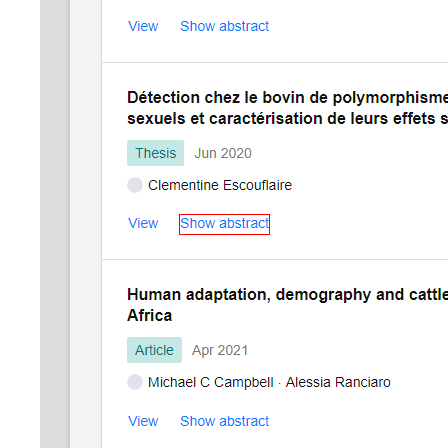 View Show abstract
Détection chez le bovin de polymorphisme
sexuels et caractérisation de leurs effets s
Thesis Jun 2020
Clementine Escouflaire
View Show abstract
Human adaptation, demography and cattle
Africa
Article Apr 2021
Michael C Campbell · Alessia Ranciaro
View Show abstract